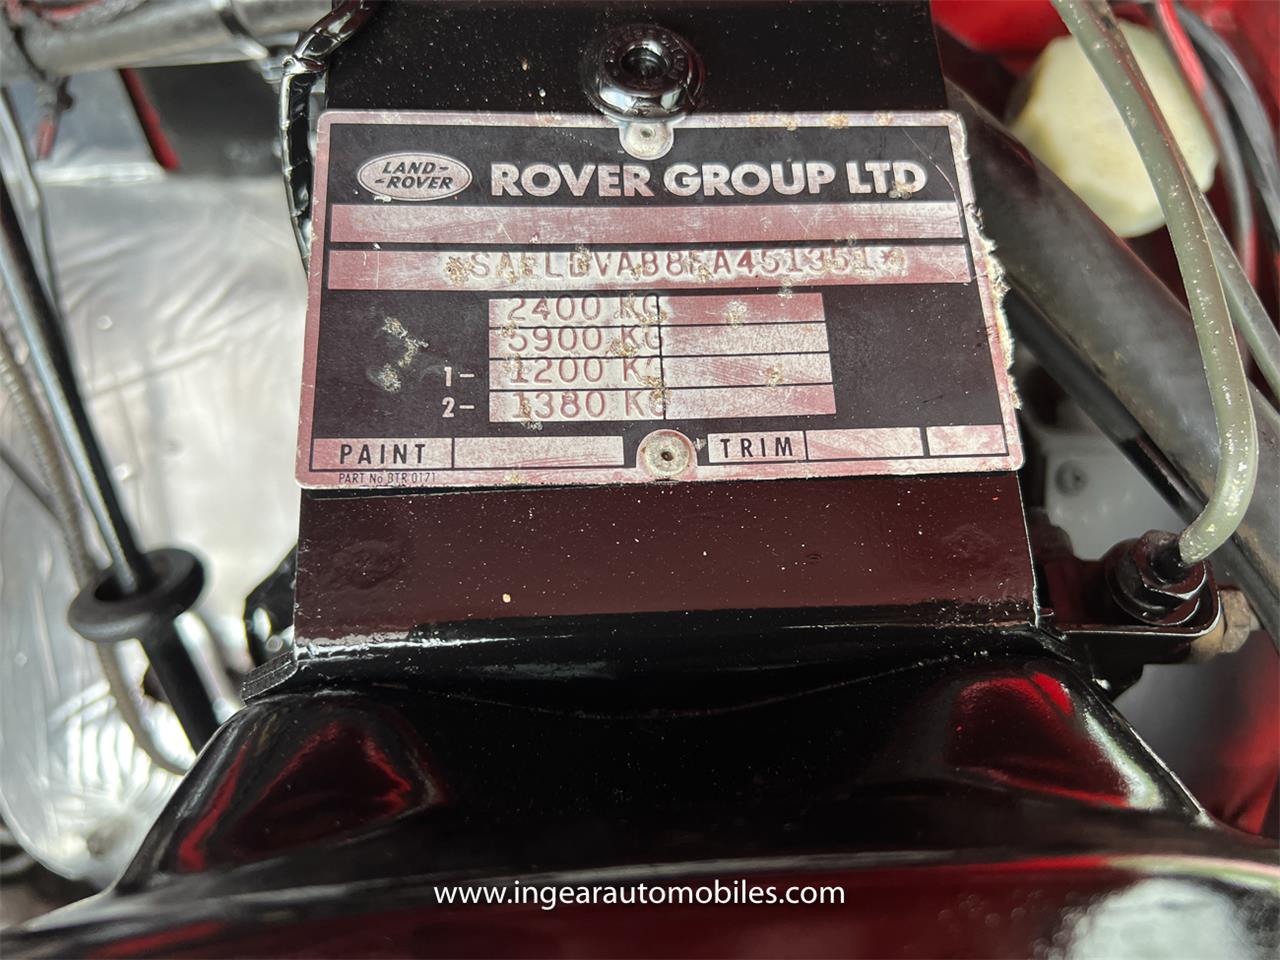 LAND-
-ROVER
ROVER GROUP LTD
*SALLDVAB8FA451351*
2400 KG
5900 KG
1- 1200 KG
2- 1380 KG
PAINT TRIM
PART No BTR 0171
www.ingearautomobiles.com